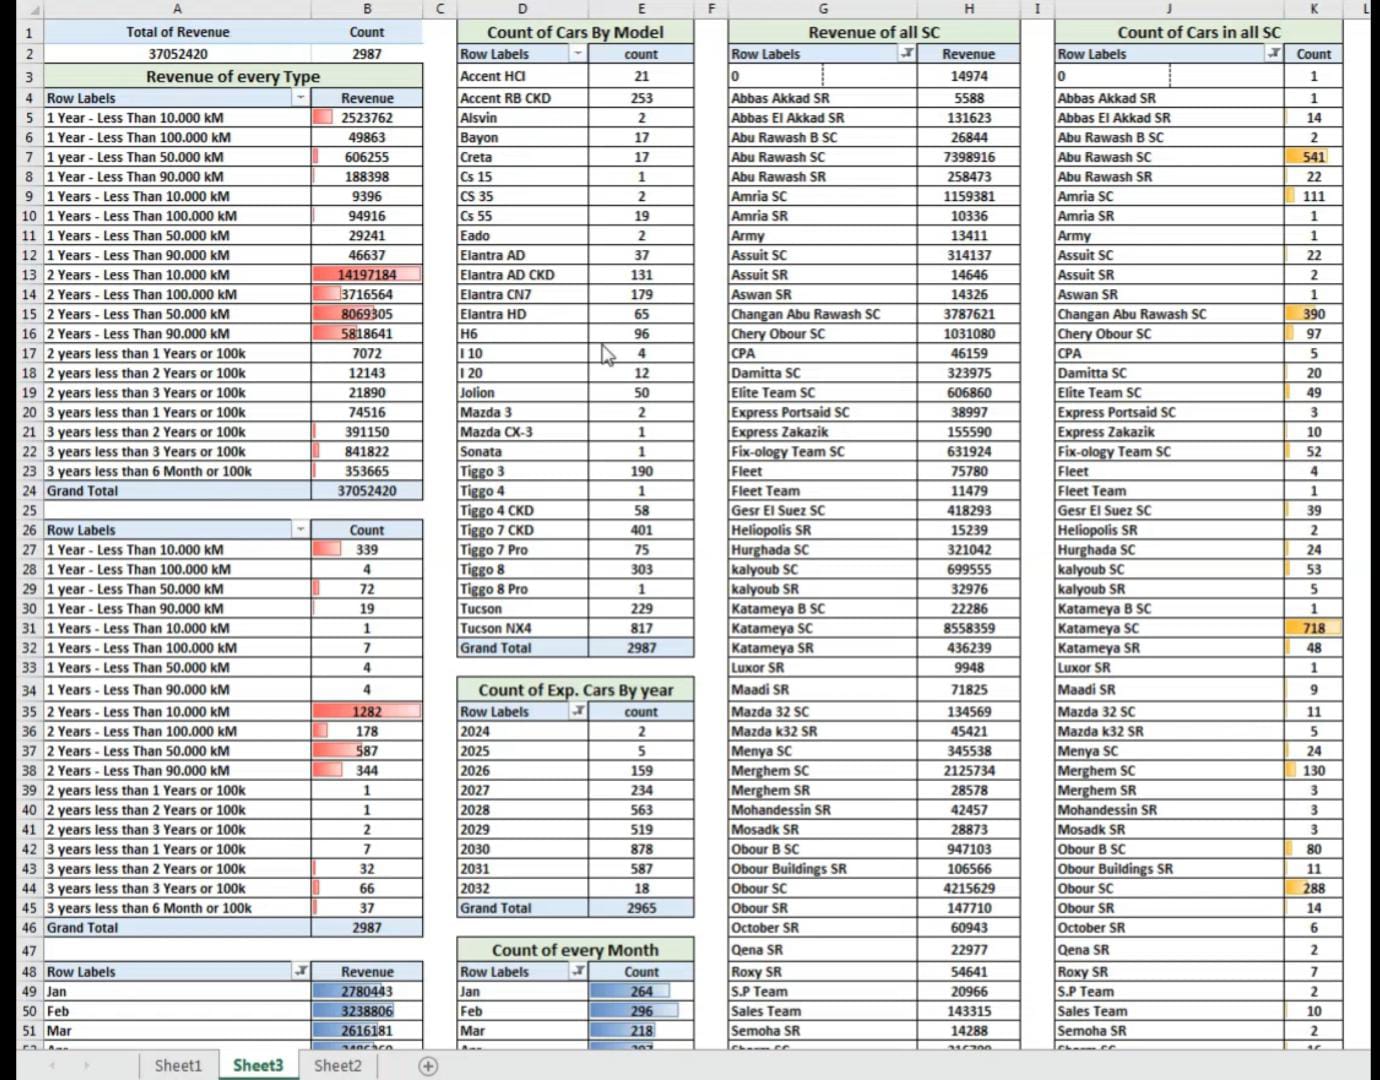 A B C D E F G H I J K L
1 Total of Revenue Count Count of Cars By Model Revenue of all SC Count of Cars in all SC
2 37052420 2987 Row Labels count Row Labels Revenue Row Labels Count
3 Revenue of every Type Accent HCI 21 0 14974 0 1
4 Row Labels Revenue Accent RB CKD 253 Abbas Akkad SR 5588 Abbas Akkad SR 1
5 1 Year - Less Than 10.000 kM 2523762 Alsvin 2 Abbas El Akkad SR 131623 Abbas El Akkad SR 14
6 1 Year - Less Than 100.000 kM 49863 Bayon 17 Abu Rawash B SC 26844 Abu Rawash B SC 2
7 1 year - Less Than 50.000 kM 606255 Creta 17 Abu Rawash SC 7398916 Abu Rawash SC 541
8 1 Year - Less Than 90.000 kM 188398 Cs 15 1 Abu Rawash SR 258473 Abu Rawash SR 22
9 1 Years - Less Than 10.000 kM 9396 CS 35 2 Amria SC 1159381 Amria SC 111
10 1 Years - Less Than 100.000 kM 94916 Cs 55 19 Amria SR 10336 Amria SR 1
11 1 Years - Less Than 50.000 kM 29241 Eado 2 Army 13411 Army 1
12 1 Years - Less Than 90.000 kM 46637 Elantra AD 37 Assuit SC 314137 Assuit SC 22
13 2 Years - Less Than 10.000 kM 14197184 Elantra AD CKD 131 Assuit SR 14646 Assuit SR 2
14 2 Years - Less Than 100.000 kM 3716564 Elantra CN7 179 Aswan SR 14326 Aswan SR 1
15 2 Years - Less Than 50.000 kM 8069305 Elantra HD 65 Changan Abu Rawash SC 3787621 Changan Abu Rawash SC 390
16 2 Years - Less Than 90.000 kM 5818641 H6 96 Chery Obour SC 1031080 Chery Obour SC 97
17 2 years less than 1 Years or 100k 7072 I 10 4 CPA 46159 CPA 5
18 2 years less than 2 Years or 100k 12143 I 20 12 Damitta SC 323975 Damitta SC 20
19 2 years less than 3 Years or 100k 21890 Jolion 50 Elite Team SC 606860 Elite Team SC 49
20 3 years less than 1 Years or 100k 74516 Mazda 3 2 Express Portsaid SC 38997 Express Portsaid SC 3
21 3 years less than 2 Years or 100k 391150 Mazda CX-3 1 Express Zakazik 155590 Express Zakazik 10
22 3 years less than 3 Years or 100k 841822 Sonata 1 Fix-ology Team SC 631924 Fix-ology Team SC 52
23 3 years less than 6 Month or 100k 353665 Tiggo 3 190 Fleet 75780 Fleet 4
24 Grand Total 37052420 Tiggo 4 1 Fleet Team 11479 Fleet Team 1
25 Tiggo 4 CKD 58 Gesr El Suez SC 418293 Gesr El Suez SC 39
26 Row Labels Count Tiggo 7 CKD 401 Heliopolis SR 15239 Heliopolis SR 2
27 1 Year - Less Than 10.000 kM 339 Tiggo 7 Pro 75 Hurghada SC 321042 Hurghada SC 24
28 1 Year - Less Than 100.000 kM 4 Tiggo 8 303 kalyoub SC 699555 kalyoub SC 53
29 1 year - Less Than 50.000 kM 72 Tiggo 8 Pro 1 kalyoub SR 32976 kalyoub SR 5
30 1 Year - Less Than 90.000 kM 19 Tucson 229 Katameya B SC 22286 Katameya B SC 1
31 1 Years - Less Than 10.000 kM 1 Tucson NX4 817 Katameya SC 8558359 Katameya SC 718
32 1 Years - Less Than 100.000 kM 7 Grand Total 2987 Katameya SR 436239 Katameya SR 48
33 1 Years - Less Than 50.000 kM 4 Luxor SR 9948 Luxor SR 1
34 1 Years - Less Than 90.000 kM 4 Count of Exp. Cars By year Maadi SR 71825 Maadi SR 9
35 2 Years - Less Than 10.000 kM 1282 Row Labels count Mazda 32 SC 134569 Mazda 32 SC 11
36 2 Years - Less Than 100.000 kM 178 2024 2 Mazda k32 SR 45421 Mazda k32 SR 5
37 2 Years - Less Than 50.000 kM 587 2025 5 Menya SC 345538 Menya SC 24
38 2 Years - Less Than 90.000 kM 344 2026 159 Merghem SC 2125734 Merghem SC 130
39 2 years less than 1 Years or 100k 1 2027 234 Merghem SR 28578 Merghem SR 3
40 2 years less than 2 Years or 100k 1 2028 563 Mohandessin SR 42457 Mohandessin SR 3
41 2 years less than 3 Years or 100k 2 2029 519 Mosadk SR 28873 Mosadk SR 3
42 3 years less than 1 Years or 100k 7 2030 878 Obour B SC 947103 Obour B SC 80
43 3 years less than 2 Years or 100k 32 2031 587 Obour Buildings SR 106566 Obour Buildings SR 11
44 3 years less than 3 Years or 100k 66 2032 18 Obour SC 4215629 Obour SC 288
45 3 years less than 6 Month or 100k 37 Grand Total 2965 Obour SR 147710 Obour SR 14
46 Grand Total 2987 October SR 60943 October SR 6
47 Count of every Month Qena SR 22977 Qena SR 2
48 Row Labels Revenue Row Labels Count Roxy SR 54641 Roxy SR 7
49 Jan 2780443 Jan 264 S.P Team 20966 S.P Team 2
50 Feb 3238806 Feb 296 Sales Team 143315 Sales Team 10
51 Mar 2616181 Mar 218 Semoha SR 14288 Semoha SR 2
Sheet1 Sheet3 Sheet2